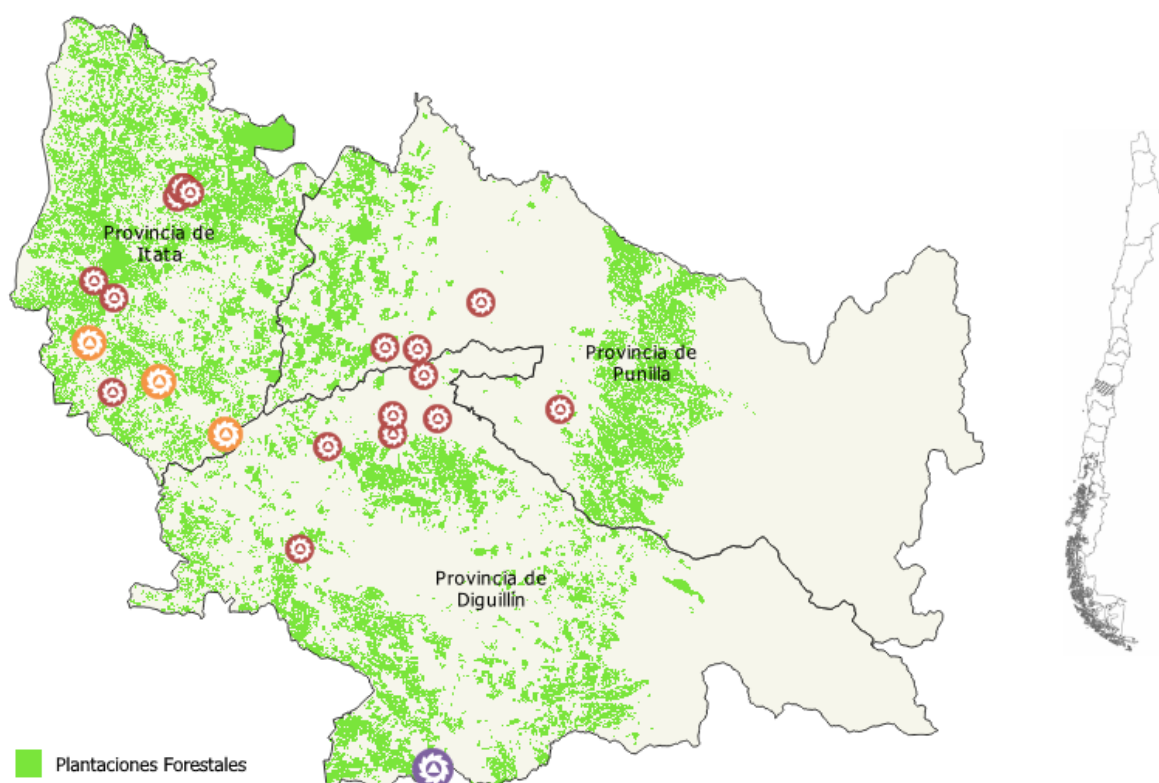 Provincia de
Itata
Provincia de
Punilla
Provincia de
Diguillín
Plantaciones Forestales